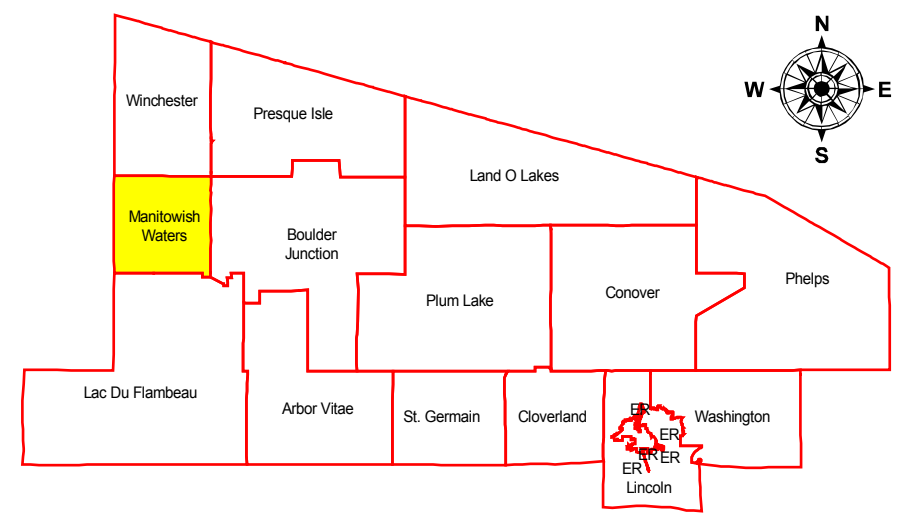 N
W
E
S
Winchester
Presque Isle
Land O Lakes
Manitowish
Waters
Boulder
Junction
Phelps
Plum Lake
Conover
Lac Du Flambeau
Arbor Vitae
St. Germain
Cloverland
Washington
ER
ER
ER
ER
ER
Lincoln